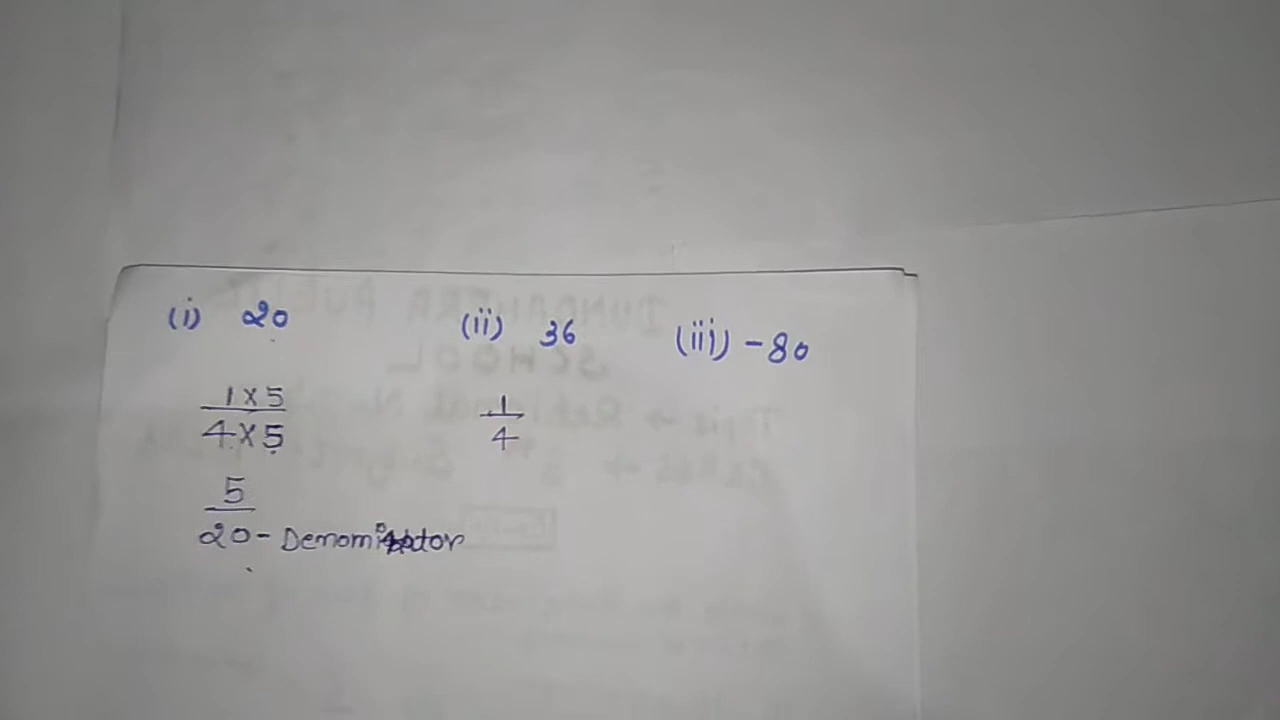 (i) 20 (ii) 36 (iii) -80
1x5 / 4x5
1 / 4
5 / 20 - Denominator